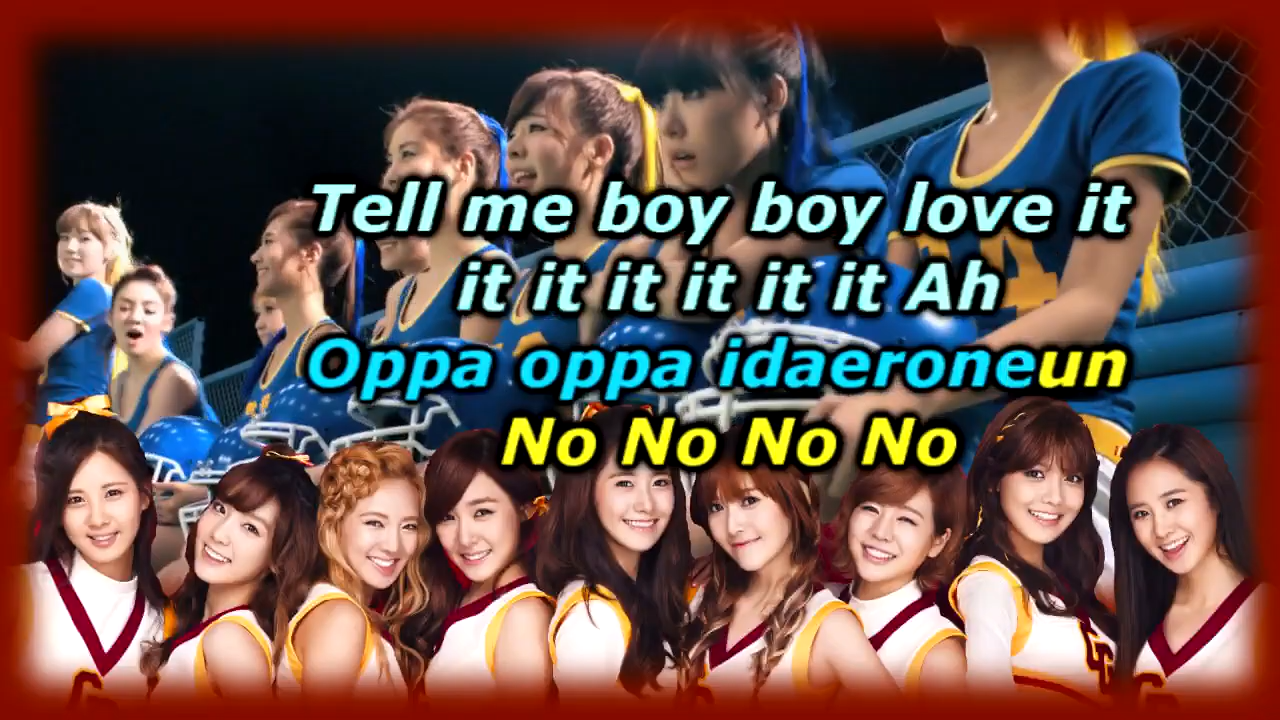 Tell me boy boy love it
it it it it it it Ah
Oppa oppa idaeroneun
No No No No